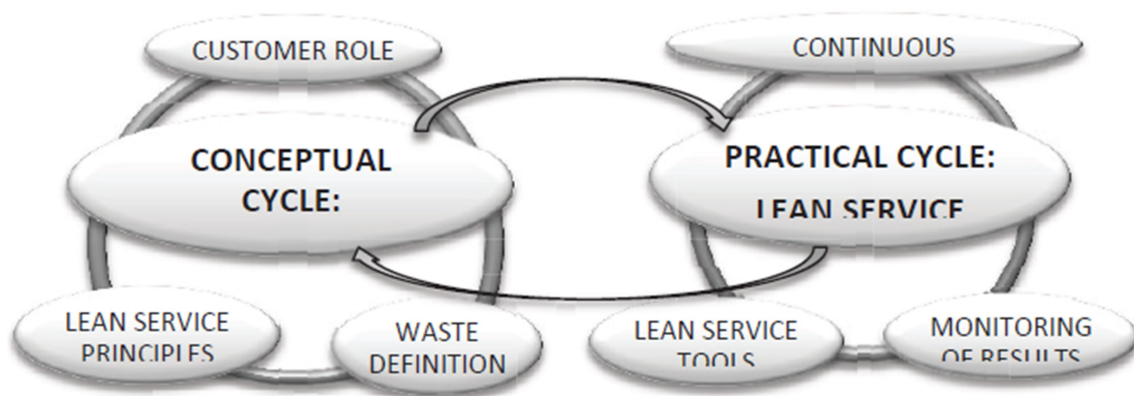 CUSTOMER ROLE
CONCEPTUAL
CYCLE:
LEAN SERVICE
PRINCIPLES
WASTE
DEFINITION
CONTINUOUS
PRACTICAL CYCLE:
LEAN SERVICE
LEAN SERVICE
TOOLS
MONITORING
OF RESULTS